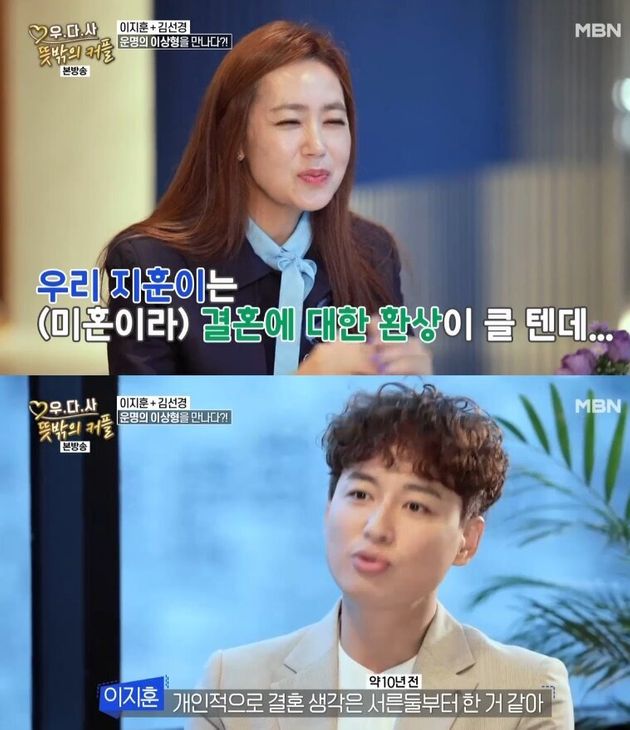 우.다.사
뜻밖의 커플
본방송
이지훈+김선경
운명의 이상형을 만나다?!
MBN
우리 지훈이는
(미혼이라) 결혼에 대한 환상이 클 텐데...
우.다.사
뜻밖의 커플
본방송
이지훈+김선경
운명의 이상형을 만나다?!
MBN
약 10년 전
이지훈 개인적으로 결혼 생각은 서른둘부터 한 거 같아